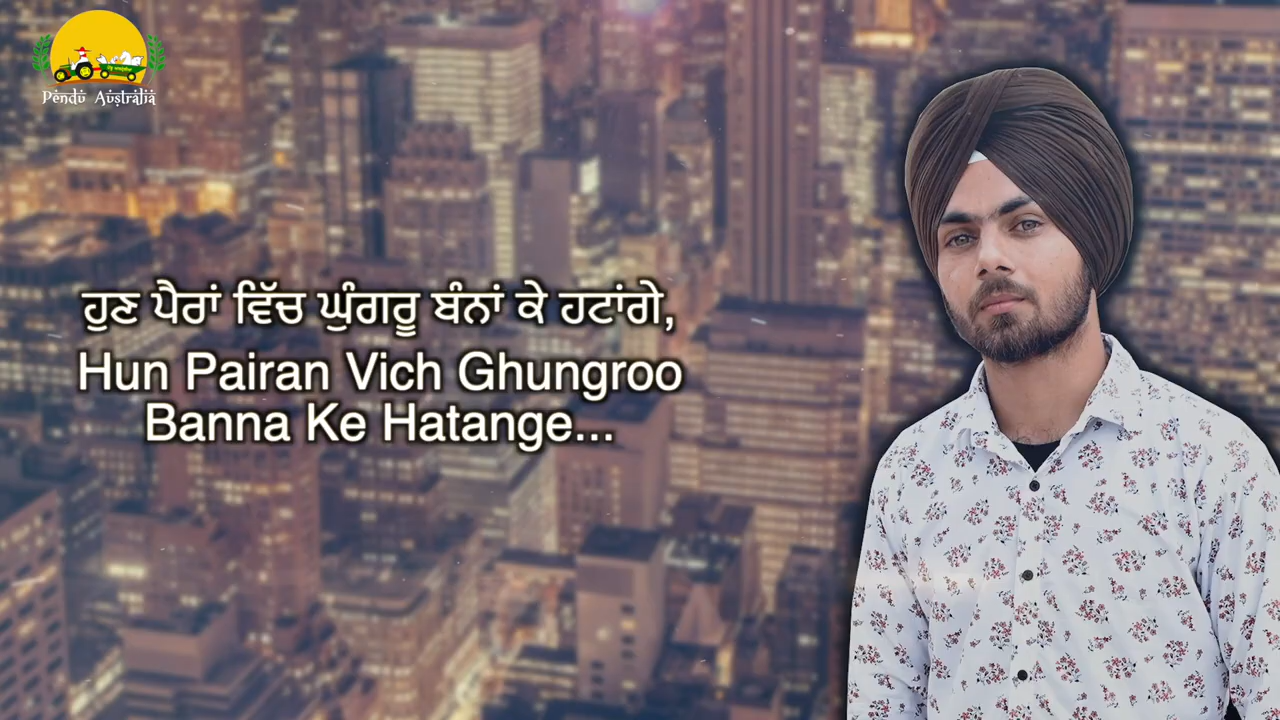 Pendu Australia
ਹੁਣ ਪੈਰਾਂ ਵਿੱਚ ਘੁੰਗਰੂ ਬੰਨਾਂ ਕੇ ਹਟਾਂਗੇ,
Hun Pairan Vich Ghungroo
Banna Ke Hatange...